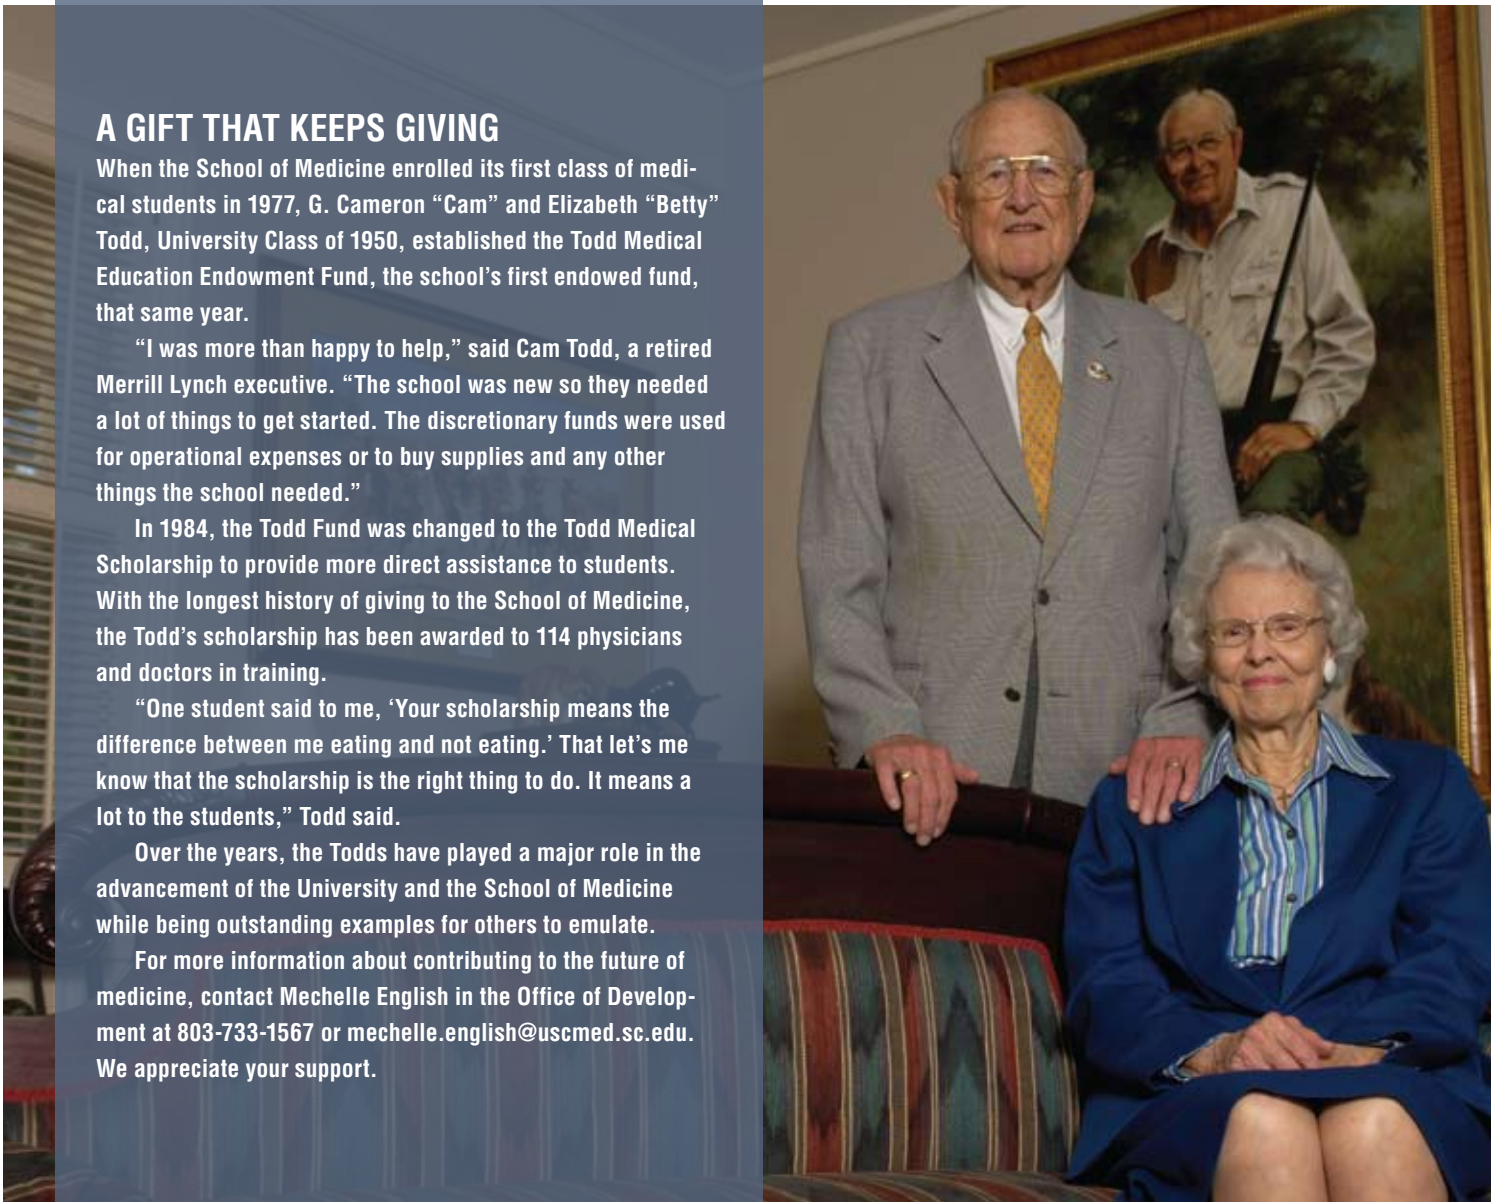 A GIFT THAT KEEPS GIVING
When the School of Medicine enrolled its first class of medi-
cal students in 1977, G. Cameron “Cam” and Elizabeth “Betty”
Todd, University Class of 1950, established the Todd Medical
Education Endowment Fund, the school’s first endowed fund,
that same year.
“I was more than happy to help,” said Cam Todd, a retired
Merrill Lynch executive. “The school was new so they needed
a lot of things to get started. The discretionary funds were used
for operational expenses or to buy supplies and any other
things the school needed.”
In 1984, the Todd Fund was changed to the Todd Medical
Scholarship to provide more direct assistance to students.
With the longest history of giving to the School of Medicine,
the Todd’s scholarship has been awarded to 114 physicians
and doctors in training.
“One student said to me, ‘Your scholarship means the
difference between me eating and not eating.’ That let’s me
know that the scholarship is the right thing to do. It means a
lot to the students,” Todd said.
Over the years, the Todds have played a major role in the
advancement of the University and the School of Medicine
while being outstanding examples for others to emulate.
For more information about contributing to the future of
medicine, contact Mechelle English in the Office of Develop-
ment at 803-733-1567 or mechelle.english@uscmed.sc.edu.
We appreciate your support.